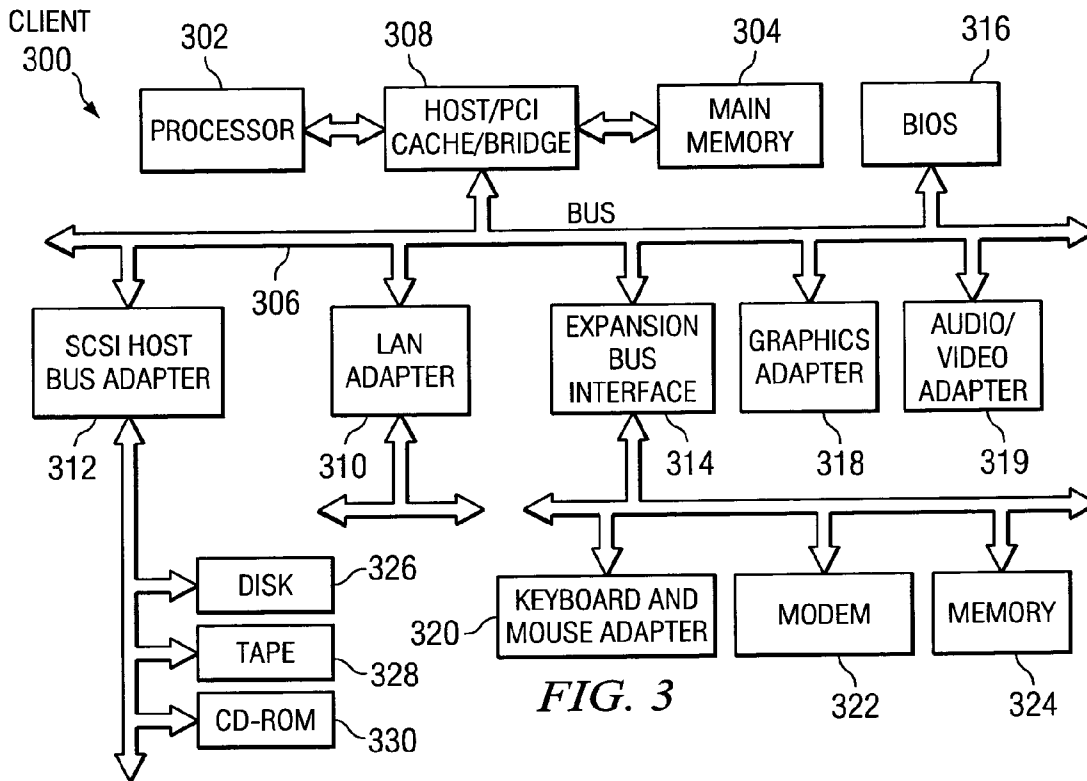 CLIENT
300
302
308
304
316
PROCESSOR
HOST/PCI
CACHE/BRIDGE
MAIN
MEMORY
BIOS
BUS
306
SCSI HOST
BUS ADAPTER
LAN
ADAPTER
EXPANSION
BUS
INTERFACE
GRAPHICS
ADAPTER
AUDIO/
VIDEO
ADAPTER
312
310
314
318
319
DISK
326
TAPE
328
CD-ROM
330
320
KEYBOARD AND
MOUSE ADAPTER
MODEM
MEMORY
322
324
FIG. 3